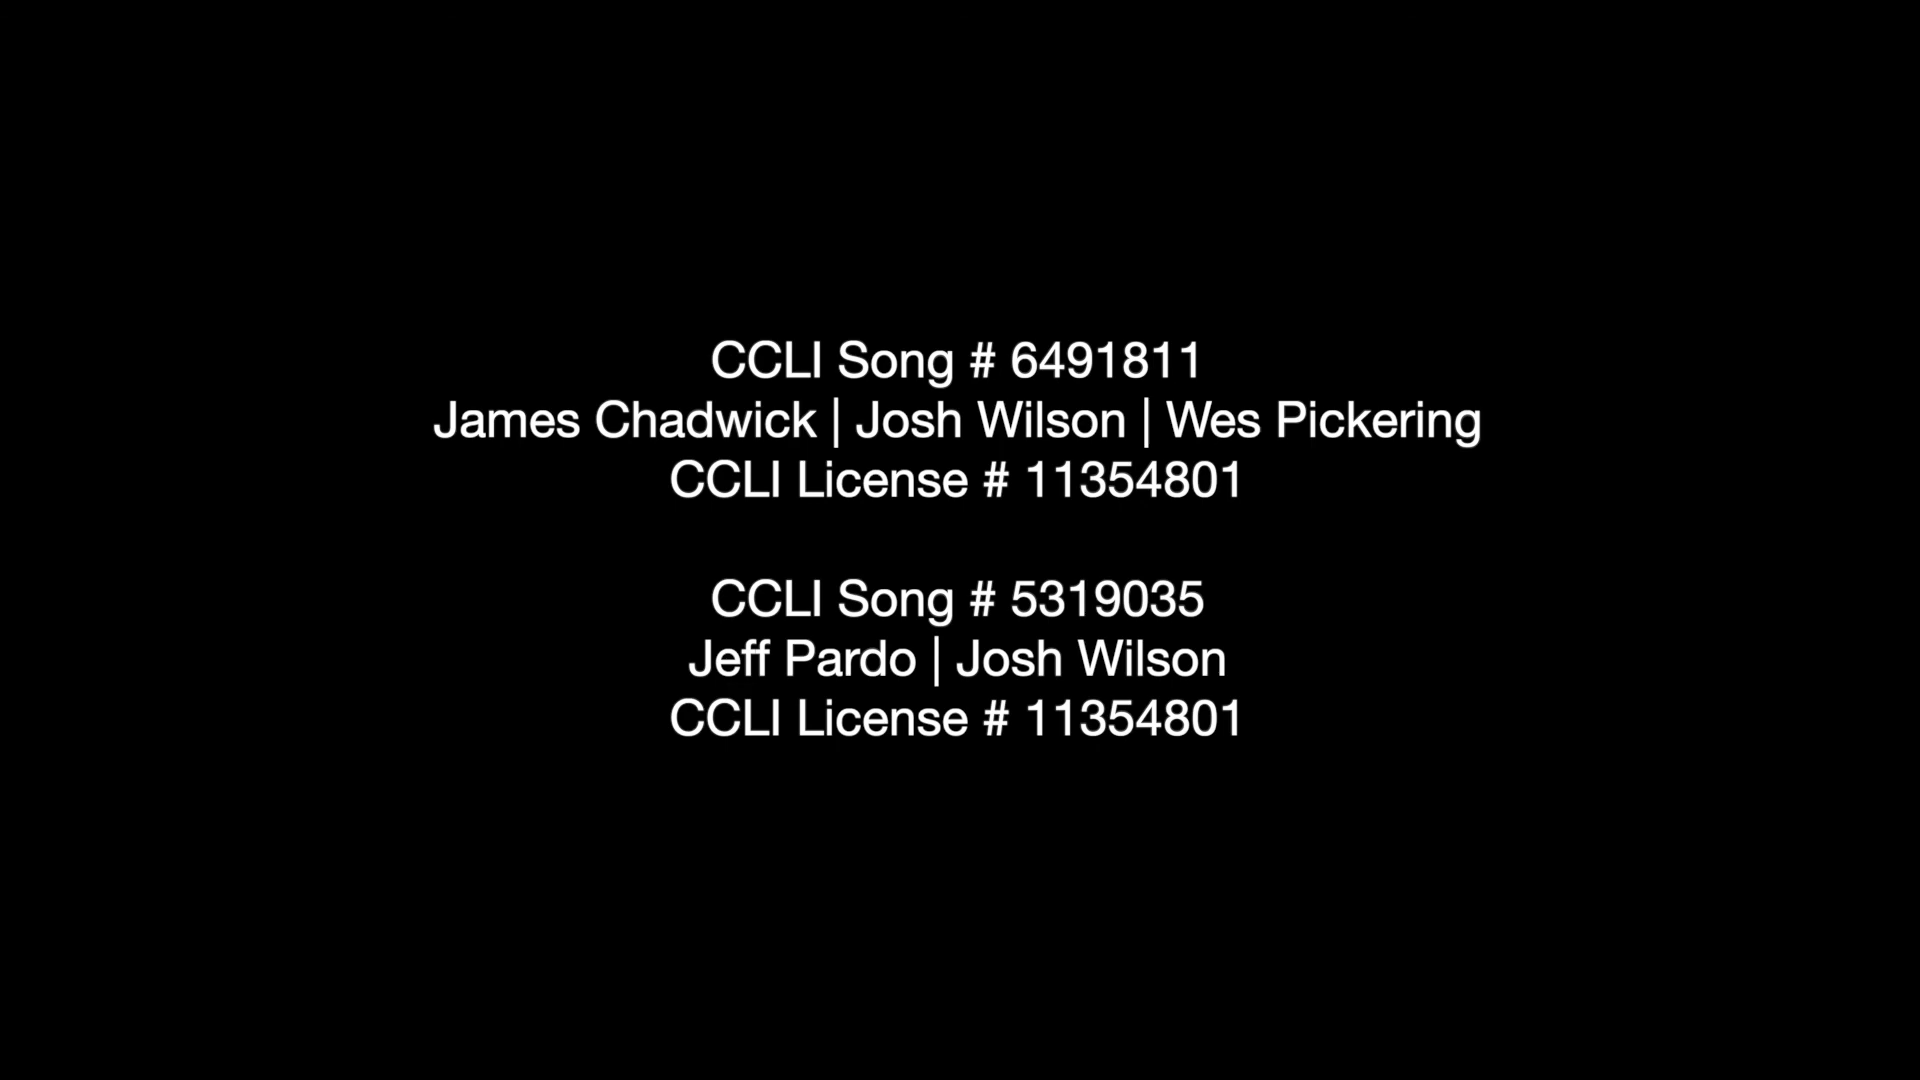 CCLI Song # 6491811
James Chadwick | Josh Wilson | Wes Pickering
CCLI License # 11354801
CCLI Song # 5319035
Jeff Pardo | Josh Wilson
CCLI License # 11354801